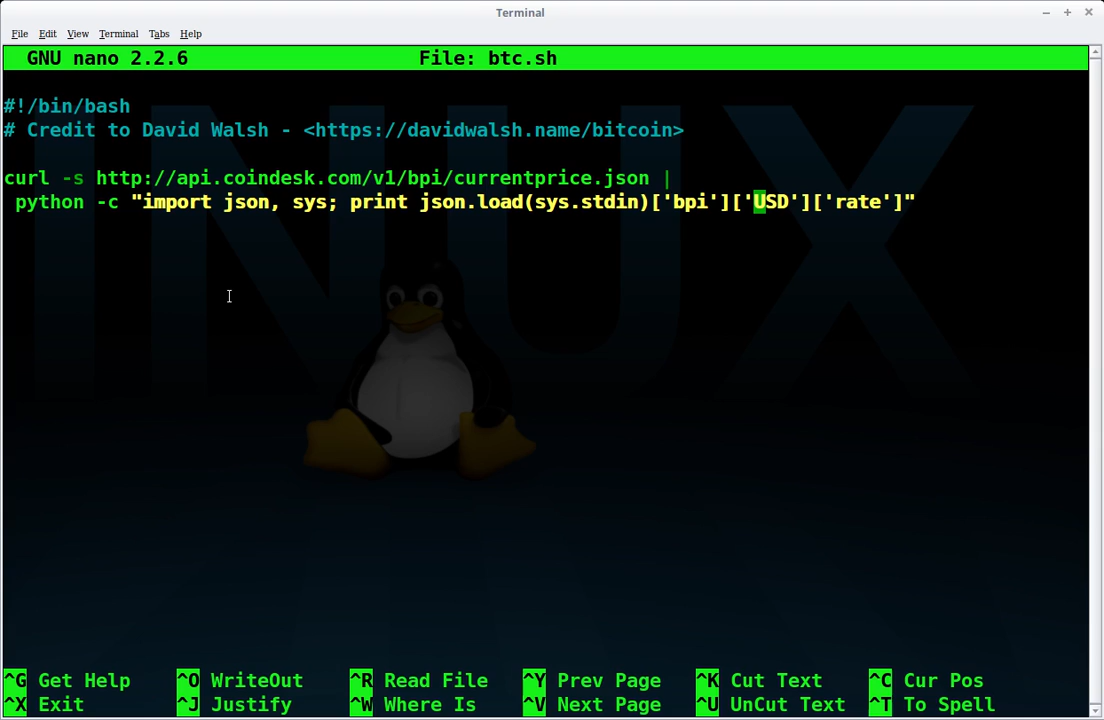 Terminal
File Edit View Terminal Tabs Help
GNU nano 2.2.6 File: btc.sh
#!/bin/bash
# Credit to David Walsh - <https://davidwalsh.name/bitcoin>
curl -s http://api.coindesk.com/v1/bpi/currentprice.json |
python -c "import json, sys; print json.load(sys.stdin)['bpi']['USD']['rate']"
INUX
^G Get Help ^O WriteOut ^R Read File ^Y Prev Page ^K Cut Text ^C Cur Pos
^X Exit ^J Justify ^W Where Is ^V Next Page ^U UnCut Text ^T To Spell